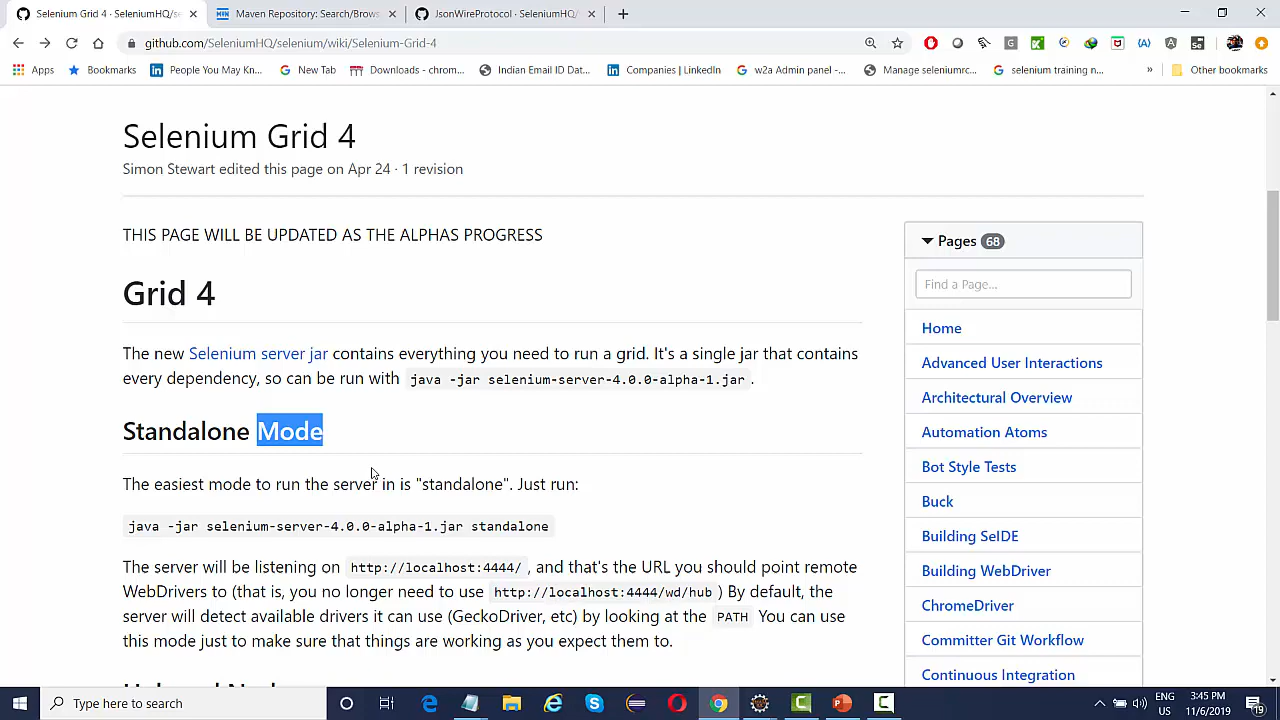 Selenium Grid 4 · SeleniumHQ/se
Maven Repository: Search/Brows
JsonWireProtocol · SeleniumHQ/
github.com/SeleniumHQ/selenium/wiki/Selenium-Grid-4
Apps
Bookmarks
People You May Kno...
New Tab
Downloads - chrom...
Indian Email ID Dat...
Companies | LinkedIn
w2a Admin panel -...
Manage seleniumrc...
selenium training n...
»
Other bookmarks
Selenium Grid 4
Simon Stewart edited this page on Apr 24 · 1 revision
THIS PAGE WILL BE UPDATED AS THE ALPHAS PROGRESS
Grid 4
The new Selenium server jar contains everything you need to run a grid. It's a single jar that contains
every dependency, so can be run with java -jar selenium-server-4.0.0-alpha-1.jar .
Standalone Mode
The easiest mode to run the server in is "standalone". Just run:
java -jar selenium-server-4.0.0-alpha-1.jar standalone
The server will be listening on http://localhost:4444/ , and that's the URL you should point remote
WebDrivers to (that is, you no longer need to use http://localhost:4444/wd/hub ) By default, the
server will detect available drivers it can use (GeckoDriver, etc) by looking at the PATH You can use
this mode just to make sure that things are working as you expect them to.
Pages 68
Find a Page...
Home
Advanced User Interactions
Architectural Overview
Automation Atoms
Bot Style Tests
Buck
Building SeIDE
Building WebDriver
ChromeDriver
Committer Git Workflow
Continuous Integration
Type here to search
ENG
US
3:45 PM
11/6/2019
19